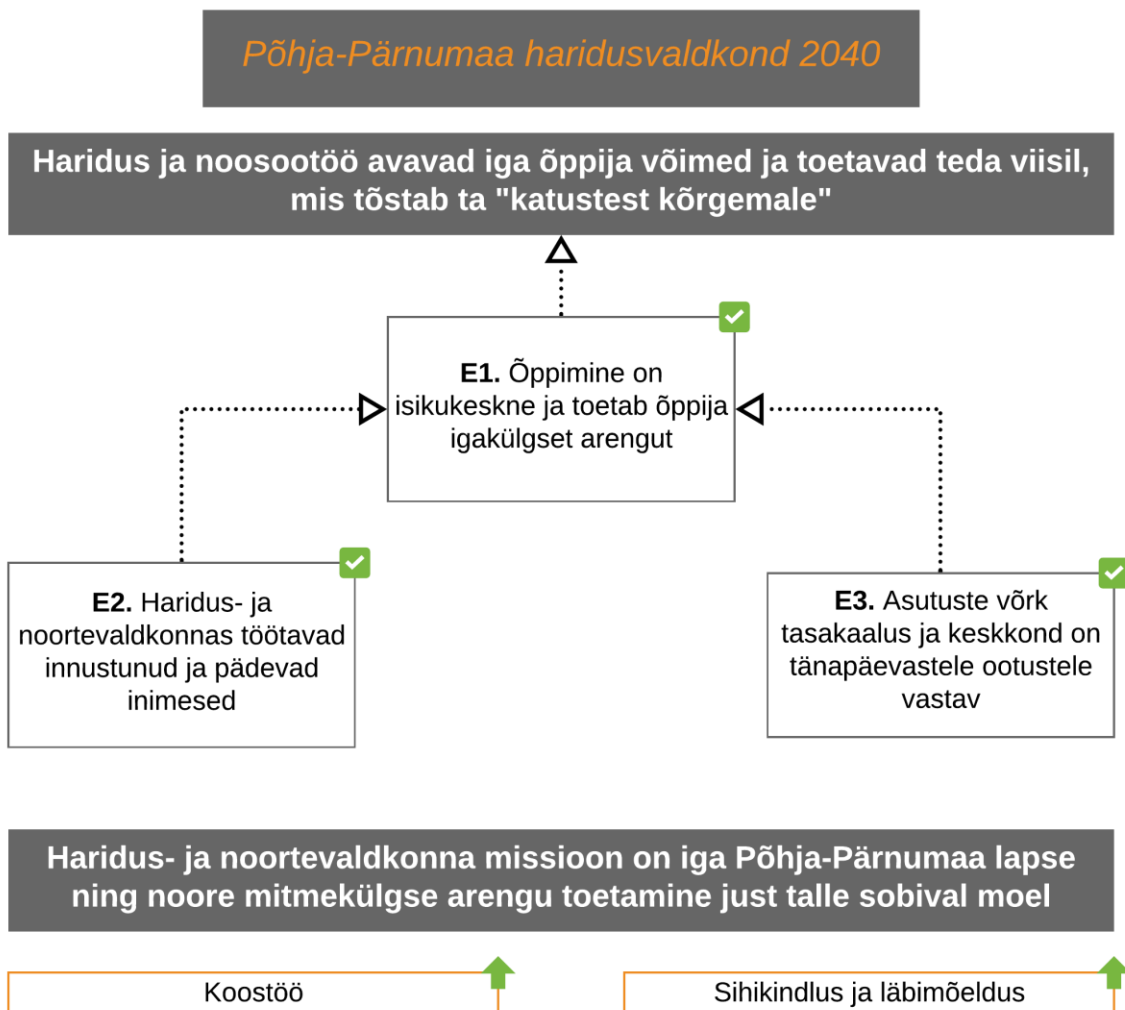 Põhja-Pärnumaa haridusvaldkond 2040
Haridus ja noosootöö avavad iga õppija võimed ja toetavad teda viisil,
mis tõstab ta "katustest kõrgemale"
E1. Õppimine on
isikukeskne ja toetab õppija
igakülgset arengut
E2. Haridus- ja
noortevaldkonnas töötavad
innustunud ja pädevad
inimesed
E3. Asutuste võrk
tasakaalus ja keskkond on
tänapäevastele ootustele
vastav
Haridus- ja noortevaldkonna missioon on iga Põhja-Pärnumaa lapse
ning noore mitmekülgse arengu toetamine just talle sobival moel
Koostöö
Sihikindlus ja läbimõeldus